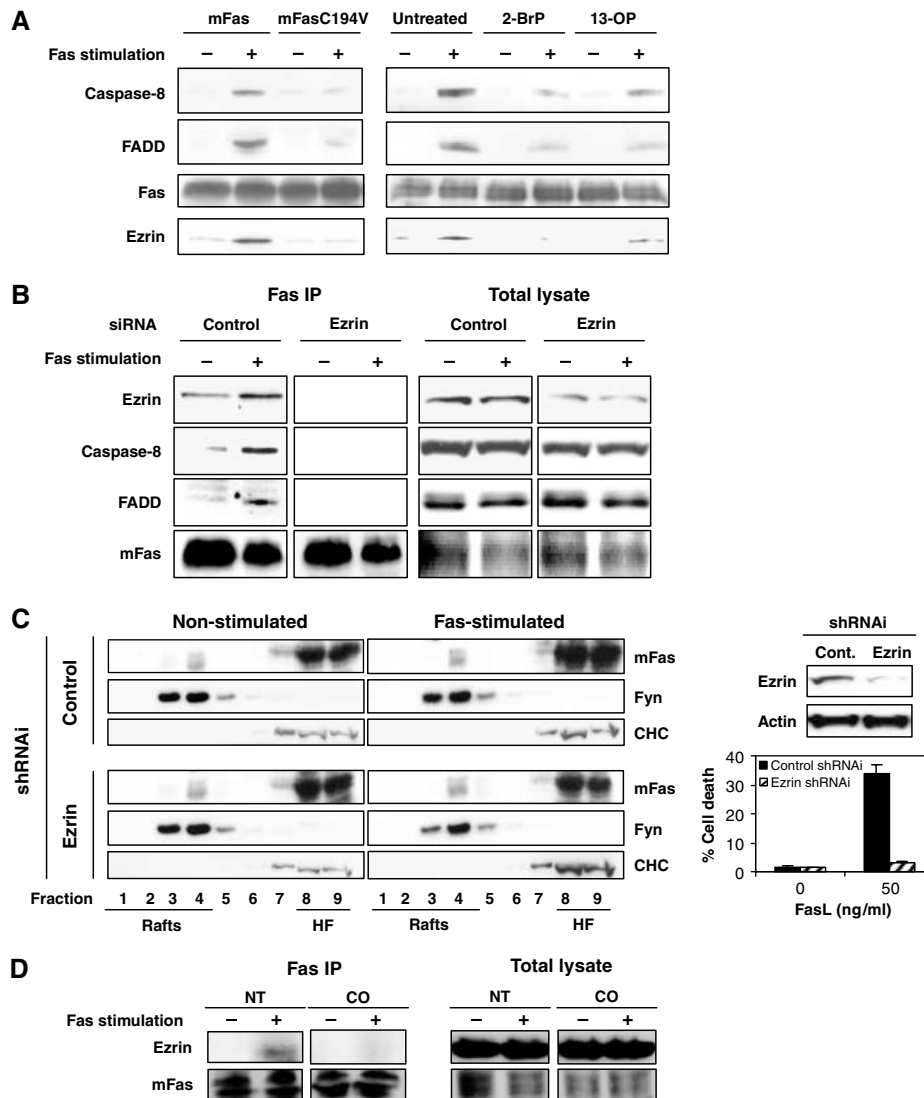 A
mFas mFasC194V Untreated 2-BrP 13-OP
Fas stimulation – + – + – + – + – +
Caspase-8
FADD
Fas
Ezrin
B
Fas IP Total lysate
siRNA Control Ezrin Control Ezrin
Fas stimulation – + – + – + – +
Ezrin
Caspase-8
FADD
mFas
C
Non-stimulated Fas-stimulated
shRNAi
Control
mFas
Fyn
CHC
Ezrin
mFas
Fyn
CHC
Fraction 1 2 3 4 5 6 7 8 9 1 2 3 4 5 6 7 8 9
Rafts HF Rafts HF
shRNAi
Cont. Ezrin
Ezrin
Actin
% Cell death
40
30
20
10
0
Control shRNAi
Ezrin shRNAi
0 50
FasL (ng/ml)
D
Fas IP Total lysate
NT CO NT CO
Fas stimulation – + – + – + – +
Ezrin
mFas